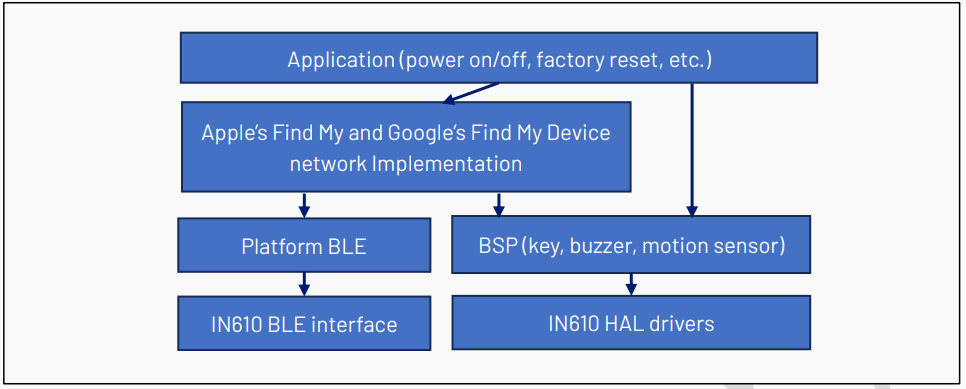 Application (power on/off, factory reset, etc.)
Apple's Find My and Google's Find My Device
network Implementation
Platform BLE
BSP (key, buzzer, motion sensor)
IN610 BLE interface
IN610 HAL drivers